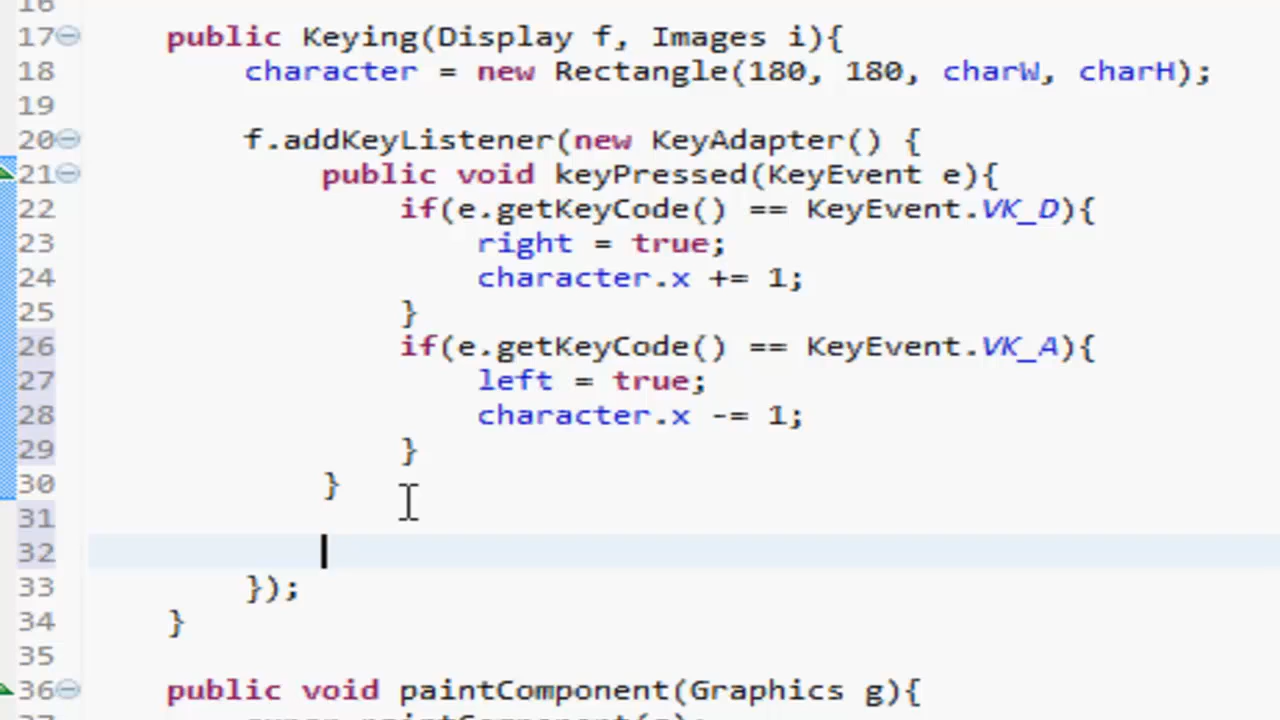 16
17 public Keying(Display f, Images i){
18 character = new Rectangle(180, 180, charW, charH);
19
20 f.addKeyListener(new KeyAdapter() {
21 public void keyPressed(KeyEvent e){
22 if(e.getKeyCode() == KeyEvent.VK_D){
23 right = true;
24 character.x += 1;
25 }
26 if(e.getKeyCode() == KeyEvent.VK_A){
27 left = true;
28 character.x -= 1;
29 }
30 }
31
32
33 });
34 }
35
36 public void paintComponent(Graphics g){
37 super.paintComponent(g);